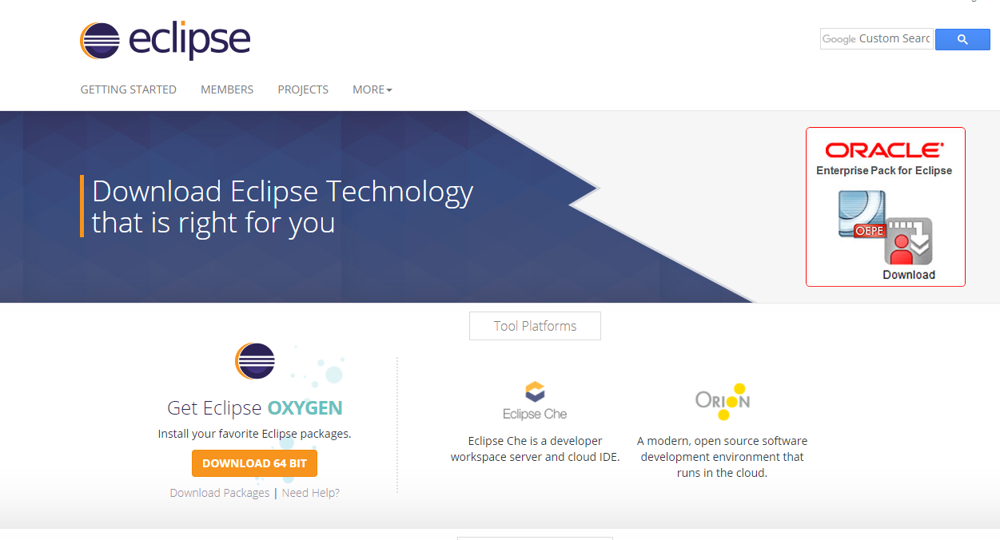 eclipse
Google Custom Searc
GETTING STARTED MEMBERS PROJECTS MORE
Download Eclipse Technology
that is right for you
ORACLE
Enterprise Pack for Eclipse
OEPE
Download
Tool Platforms
Get Eclipse OXYGEN
Install your favorite Eclipse packages.
DOWNLOAD 64 BIT
Download Packages | Need Help?
Eclipse Che
Eclipse Che is a developer
workspace server and cloud IDE.
ORION
A modern, open source software
development environment that
runs in the cloud.